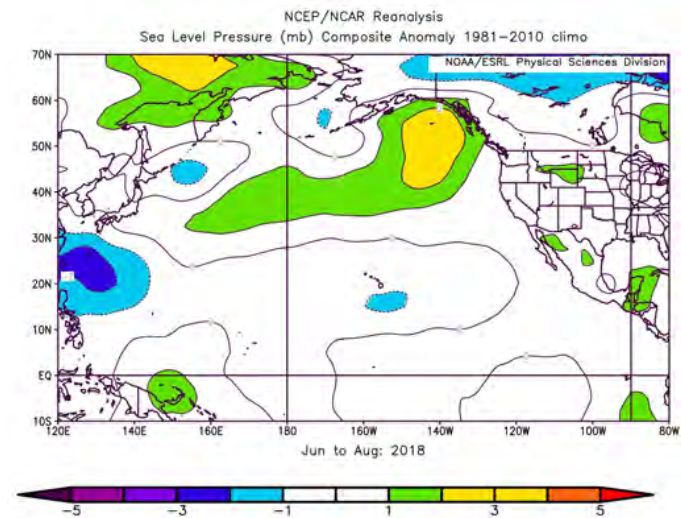 NCEP/NCAR Reanalysis
Sea Level Pressure (mb) Composite Anomaly 1981-2010 climo
NOAA/ESRL Physical Sciences Division
70N
60N
50N
40N
30N
20N
10N
EQ
10S
120E 140E 160E 180 160W 140W 120W 100W 80W
Jun to Aug: 2018
-5 -3 -1 1 3 5